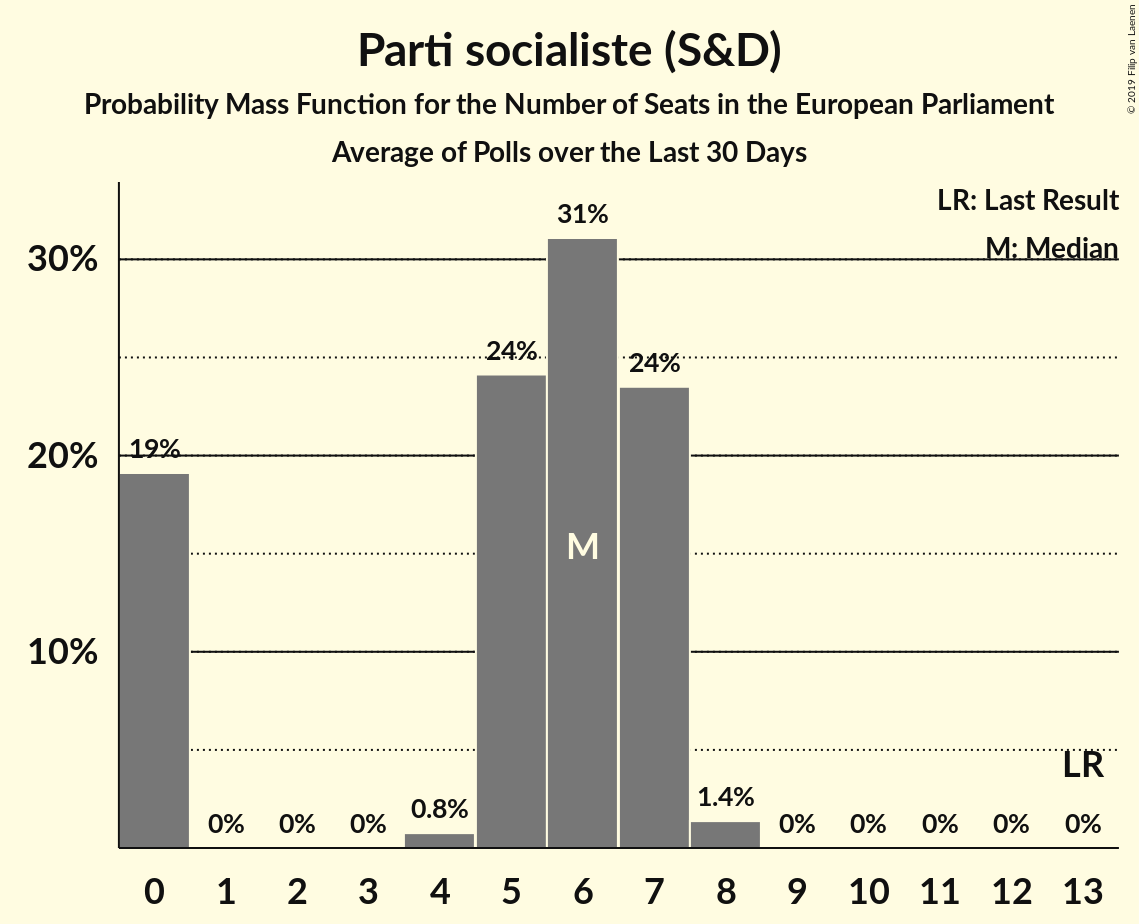 Parti socialiste (S&D)
Probability Mass Function for the Number of Seats in the European Parliament
Average of Polls over the Last 30 Days
© 2019 Filip van Laenen
LR: Last Result
M: Median
30%
20%
10%
19%
0%
0%
0%
0.8%
24%
31%
24%
1.4%
0%
0%
0%
0%
0%
M
LR
0 1 2 3 4 5 6 7 8 9 10 11 12 13